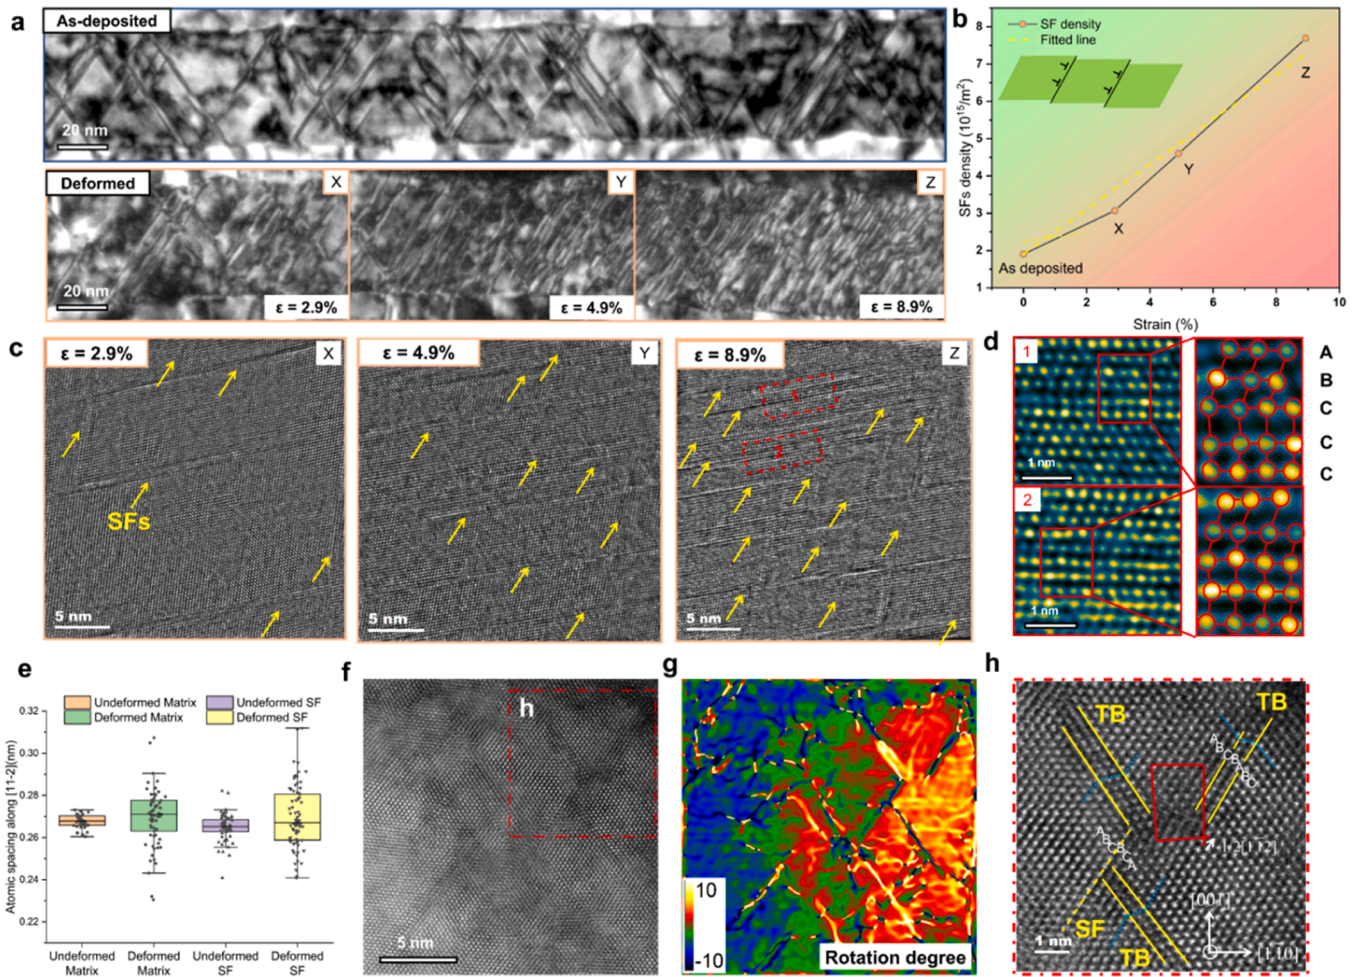 a
As-deposited
20 nm
Deformed
X
Y
Z
20 nm
ε = 2.9%
ε = 4.9%
ε = 8.9%
b
SF density
Fitted line
8
7
6
5
4
3
2
1
SFs density (10¹⁵/m²)
Z
Y
X
As deposited
0
2
4
6
8
10
Strain (%)
c
ε = 2.9%
X
SFs
5 nm
ε = 4.9%
Y
5 nm
ε = 8.9%
Z
1
2
5 nm
d
1
1 nm
A
B
C
C
C
2
1 nm
e
Undeformed Matrix
Undeformed SF
Deformed Matrix
Deformed SF
0.32
0.30
0.28
0.26
0.24
0.22
Atomic spacing along [11-2](nm)
Undeformed Matrix
Deformed Matrix
Undeformed SF
Deformed SF
f
h
5 nm
g
10
-10
Rotation degree
h
TB
TB
A
B
C
B
A
B
C
A
B
C
B
C
A
SF
TB
1 nm